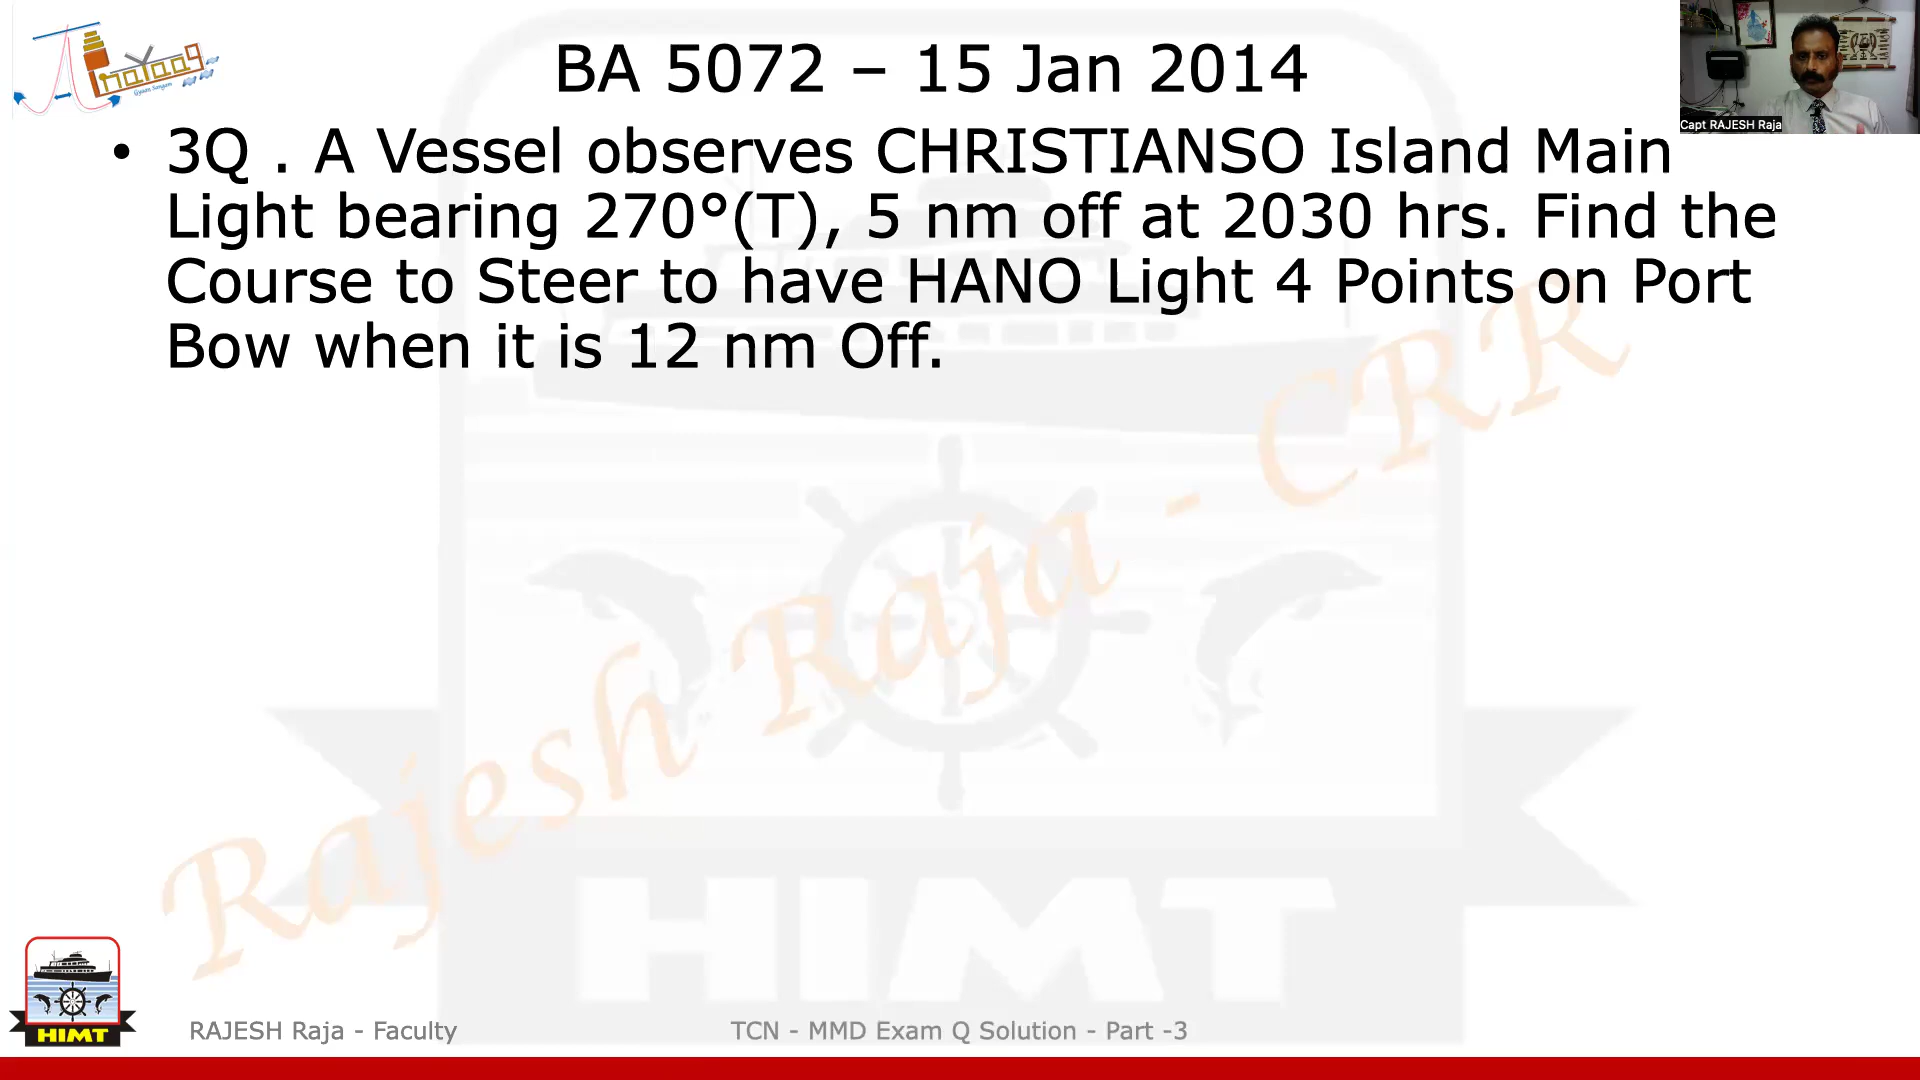 Anayaag
Gyaan Sangam
BA 5072 – 15 Jan 2014
Capt RAJESH Raja
• 3Q . A Vessel observes CHRISTIANSO Island Main
Light bearing 270°(T), 5 nm off at 2030 hrs. Find the
Course to Steer to have HANO Light 4 Points on Port
Bow when it is 12 nm Off.
Rajesh Raja - CRR
HIMT
HIMT
RAJESH Raja - Faculty
TCN - MMD Exam Q Solution - Part -3